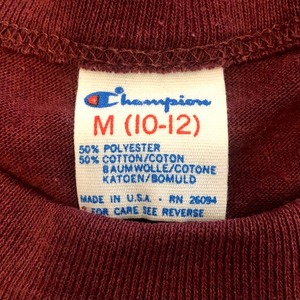 Champion
M (10-12)
50% POLYESTER
50% COTTON/COTON
BAUMWOLLE/COTONE
KATOEN/BOMULD
MADE IN U.S.A. · RN 26094
FOR CARE SEE REVERSE